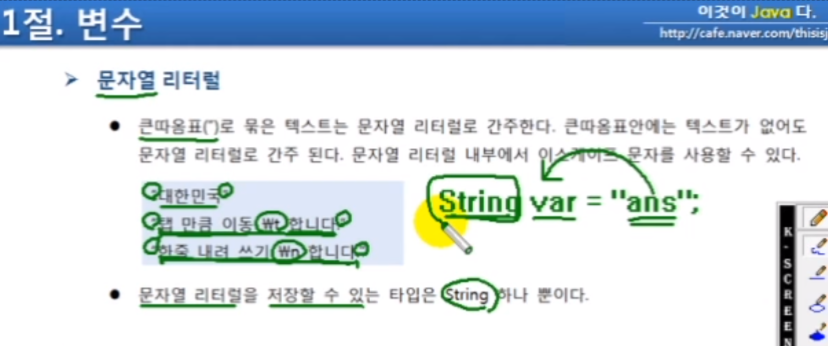 1절. 변수
이것이 Java 다.
http://cafe.naver.com/thisisj
➢ 문자열 리터럴
● 큰따옴표(")로 묶은 텍스트는 문자열 리터럴로 간주한다. 큰따옴표안에는 텍스트가 없어도
문자열 리터럴로 간주 된다. 문자열 리터럴 내부에서 이스케이프 문자를 사용할 수 있다.
"대한민국"
"탭 만큼 이동 ₩t 합니다"
"한줄 내려 쓰기 ₩n 합니다"
String var = "ans";
● 문자열 리터럴을 저장할 수 있는 타입은 String 하나 뿐이다.
K-SCREEN